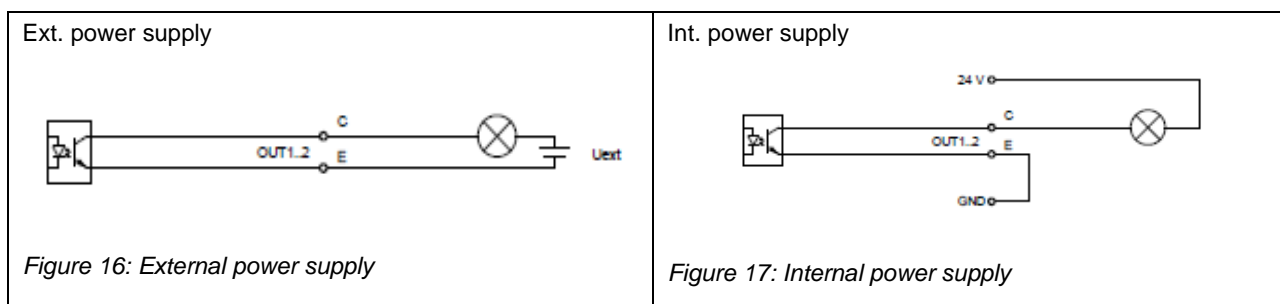 Ext. power supply
C
OUT1..2
E
Uext
Figure 16: External power supply
Int. power supply
24 V
C
OUT1..2
E
GND
Figure 17: Internal power supply